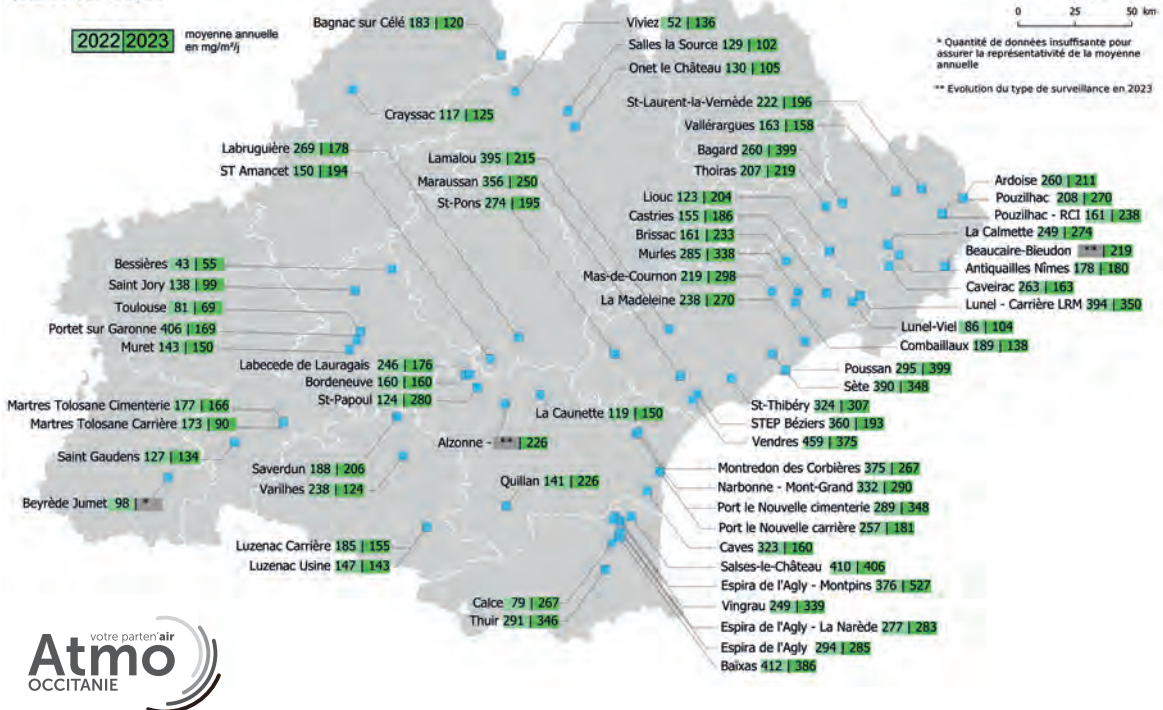 2022 2023 moyenne annuelle
en mg/m²/j
0 25 50 km
* Quantité de données insuffisante pour
assurer la représentativité de la moyenne
annuelle
** Evolution du type de surveillance en 2023
Bagnac sur Célé 183 | 120
Viviez 52 | 136
Salles la Source 129 | 102
Onet le Château 130 | 105
Crayssac 117 | 125
St-Laurent-la-Vernède 222 | 196
Vallérargues 163 | 158
Bagard 260 | 399
Thoiras 207 | 219
Labruguière 269 | 178
ST Amancet 150 | 194
Lamalou 395 | 215
Maraussan 356 | 250
St-Pons 274 | 195
Liouc 123 | 204
Castries 155 | 186
Brissac 161 | 233
Murles 285 | 338
Mas-de-Cournon 219 | 298
La Madeleine 238 | 270
Ardoise 260 | 211
Pouzilhac 208 | 270
Pouzilhac - RCI 161 | 238
La Calmette 249 | 274
Beaucaire-Bieudon ** | 219
Antiquailles Nîmes 178 | 180
Caveirac 263 | 163
Lunel - Carrière LRM 394 | 350
Lunel-Viel 86 | 104
Combaillaux 189 | 138
Poussan 295 | 399
Sète 390 | 348
Bessières 43 | 55
Saint Jory 138 | 99
Toulouse 81 | 69
Portet sur Garonne 406 | 169
Muret 143 | 150
Labecede de Lauragais 246 | 176
Bordeneuve 160 | 160
St-Papoul 124 | 280
Martres Tolosane Cimenterie 177 | 166
Martres Tolosane Carrière 173 | 90
Saint Gaudens 127 | 134
Beyrède Jumet 98 | *
La Caunette 119 | 150
Alzonne - ** | 226
Saverdun 188 | 206
Varilhes 238 | 124
Quillan 141 | 226
St-Thibéry 324 | 307
STEP Béziers 360 | 193
Vendres 459 | 375
Montredon des Corbières 375 | 267
Narbonne - Mont-Grand 332 | 290
Port le Nouvelle cimenterie 289 | 348
Port le Nouvelle carrière 257 | 181
Caves 323 | 160
Salses-le-Château 410 | 406
Espira de l'Agly - Montpins 376 | 527
Vingrau 249 | 339
Espira de l'Agly - La Narède 277 | 283
Espira de l'Agly 294 | 285
Baixas 412 | 386
Luzenac Carrière 185 | 155
Luzenac Usine 147 | 143
Calce 79 | 267
Thuir 291 | 346
votre parten'air
Atmo
OCCITANIE